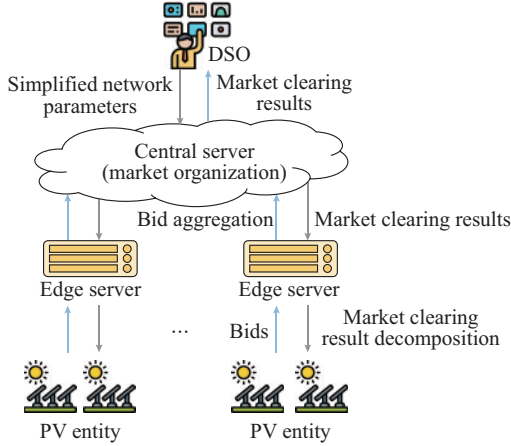 DSO
Simplified network
parameters
Market clearing
results
Central server
(market organization)
Bid aggregation
Market clearing results
Edge server
Edge server
...
Bids
Market clearing
result decomposition
PV entity
PV entity